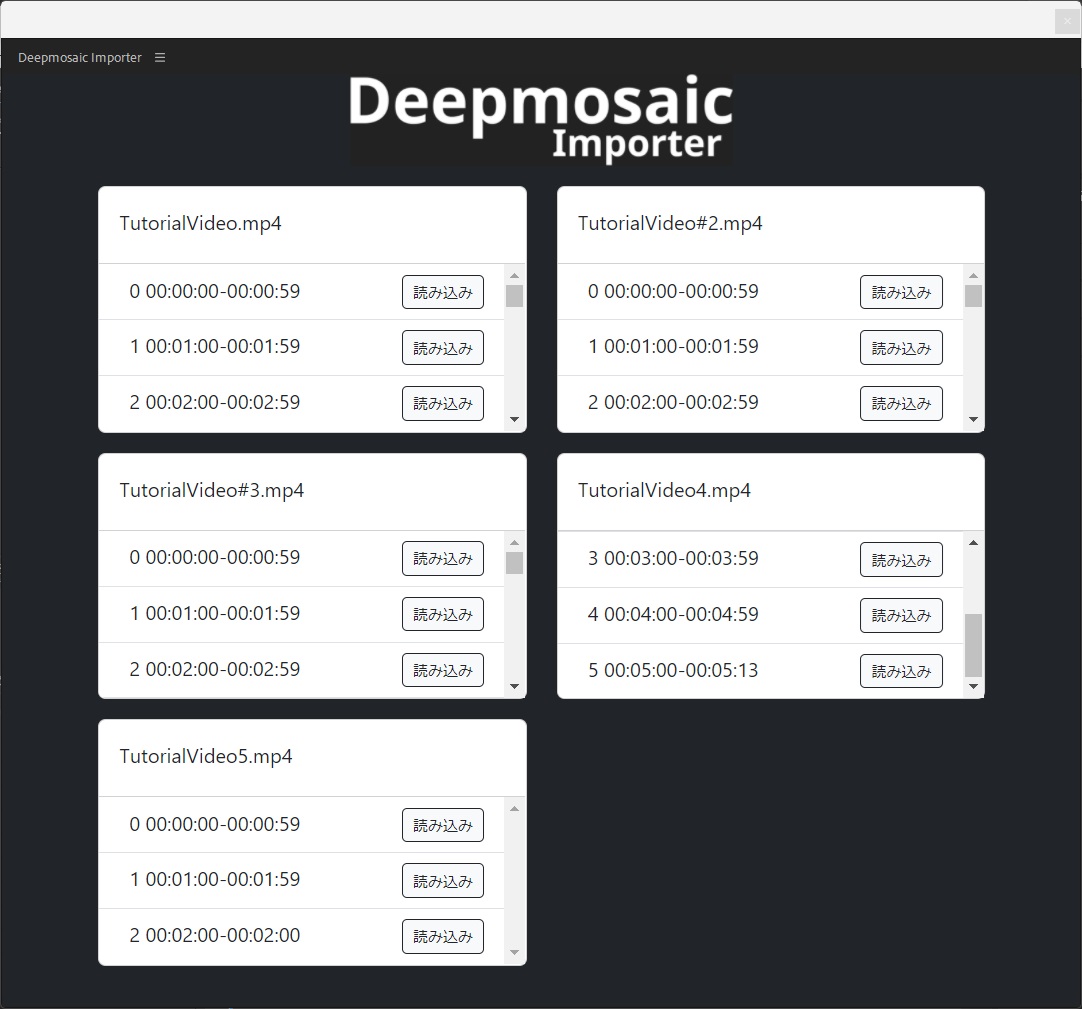 Deepmosaic Importer ☰
Deepmosaic
Importer
TutorialVideo.mp4
0 00:00:00-00:00:59 読み込み
1 00:01:00-00:01:59 読み込み
2 00:02:00-00:02:59 読み込み
TutorialVideo#2.mp4
0 00:00:00-00:00:59 読み込み
1 00:01:00-00:01:59 読み込み
2 00:02:00-00:02:59 読み込み
TutorialVideo#3.mp4
0 00:00:00-00:00:59 読み込み
1 00:01:00-00:01:59 読み込み
2 00:02:00-00:02:59 読み込み
TutorialVideo4.mp4
3 00:03:00-00:03:59 読み込み
4 00:04:00-00:04:59 読み込み
5 00:05:00-00:05:13 読み込み
TutorialVideo5.mp4
0 00:00:00-00:00:59 読み込み
1 00:01:00-00:01:59 読み込み
2 00:02:00-00:02:00 読み込み